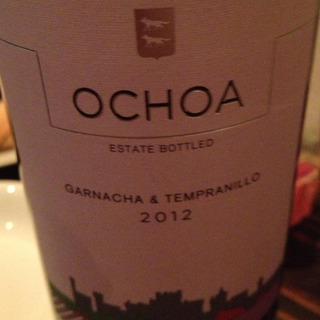 OCHOA
ESTATE BOTTLED
GARNACHA & TEMPRANILLO
2012